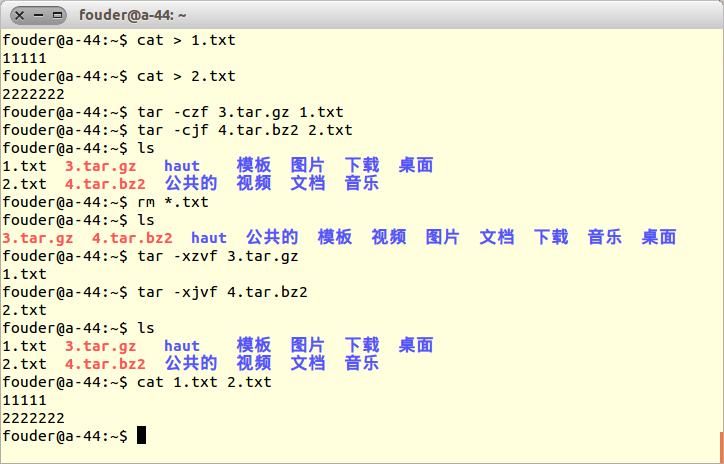 fouder@a-44: ~
fouder@a-44:~$ cat > 1.txt
11111
fouder@a-44:~$ cat > 2.txt
2222222
fouder@a-44:~$ tar -czf 3.tar.gz 1.txt
fouder@a-44:~$ tar -cjf 4.tar.bz2 2.txt
fouder@a-44:~$ ls
1.txt  3.tar.gz   haut    模板  图片  下载  桌面
2.txt  4.tar.bz2  公共的  视频  文档  音乐
fouder@a-44:~$ rm *.txt
fouder@a-44:~$ ls
3.tar.gz  4.tar.bz2  haut  公共的  模板  视频  图片  文档  下载  音乐  桌面
fouder@a-44:~$ tar -xzvf 3.tar.gz
1.txt
fouder@a-44:~$ tar -xjvf 4.tar.bz2
2.txt
fouder@a-44:~$ ls
1.txt  3.tar.gz   haut    模板  图片  下载  桌面
2.txt  4.tar.bz2  公共的  视频  文档  音乐
fouder@a-44:~$ cat 1.txt 2.txt
11111
2222222
fouder@a-44:~$